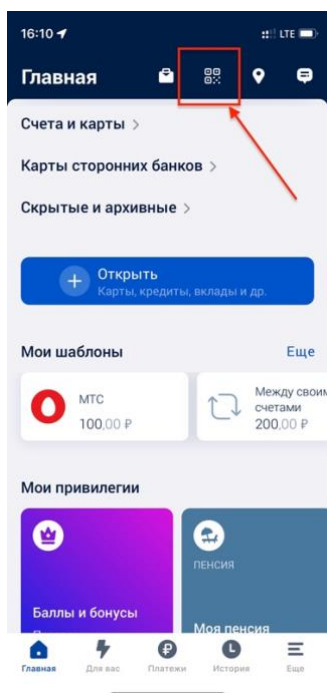 16:10 LTE
Главная
Счета и карты >
Карты сторонних банков >
Скрытые и архивные >
Открыть
Карты, кредиты, вклады и др.
Мои шаблоны Еще
МТС
100,00 ₽
Между своим
счетами
200,00 ₽
Мои привилегии
ПЕНСИЯ
Баллы и бонусы
Моя пенсия
Главная Для вас Платежи История Еще